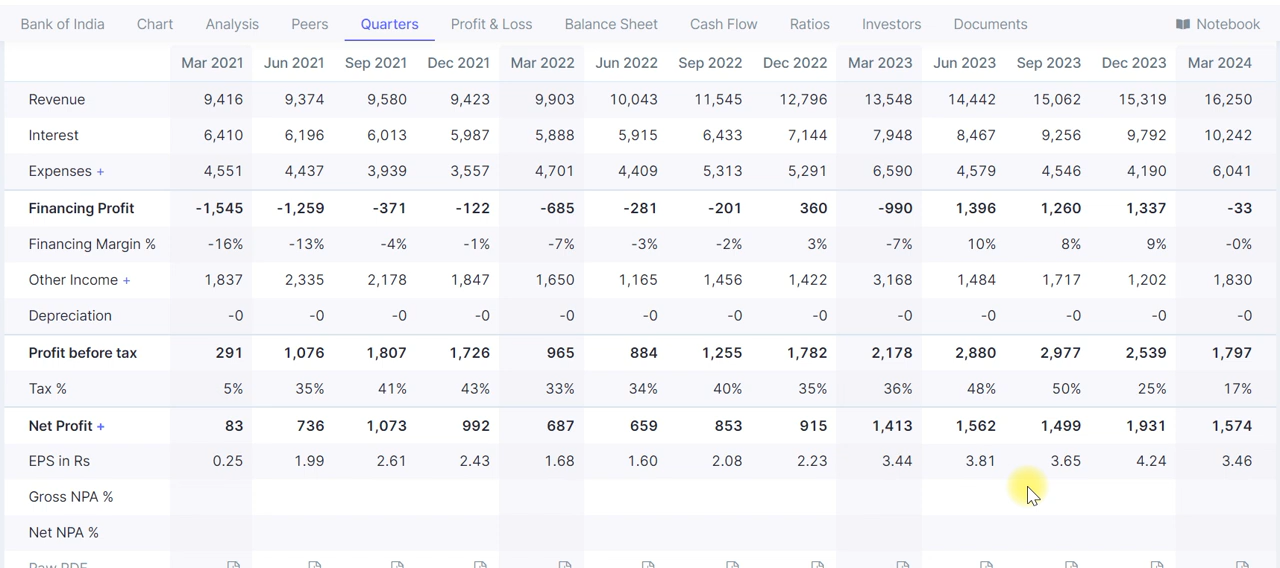 Bank of India Chart Analysis Peers Quarters Profit & Loss Balance Sheet Cash Flow Ratios Investors Documents Notebook
Mar 2021 Jun 2021 Sep 2021 Dec 2021 Mar 2022 Jun 2022 Sep 2022 Dec 2022 Mar 2023 Jun 2023 Sep 2023 Dec 2023 Mar 2024
Revenue 9,416 9,374 9,580 9,423 9,903 10,043 11,545 12,796 13,548 14,442 15,062 15,319 16,250
Interest 6,410 6,196 6,013 5,987 5,888 5,915 6,433 7,144 7,948 8,467 9,256 9,792 10,242
Expenses + 4,551 4,437 3,939 3,557 4,701 4,409 5,313 5,291 6,590 4,579 4,546 4,190 6,041
Financing Profit -1,545 -1,259 -371 -122 -685 -281 -201 360 -990 1,396 1,260 1,337 -33
Financing Margin % -16% -13% -4% -1% -7% -3% -2% 3% -7% 10% 8% 9% -0%
Other Income + 1,837 2,335 2,178 1,847 1,650 1,165 1,456 1,422 3,168 1,484 1,717 1,202 1,830
Depreciation -0 -0 -0 -0 -0 -0 -0 -0 -0 -0 -0 -0 -0
Profit before tax 291 1,076 1,807 1,726 965 884 1,255 1,782 2,178 2,880 2,977 2,539 1,797
Tax % 5% 35% 41% 43% 33% 34% 40% 35% 36% 48% 50% 25% 17%
Net Profit + 83 736 1,073 992 687 659 853 915 1,413 1,562 1,499 1,931 1,574
EPS in Rs 0.25 1.99 2.61 2.43 1.68 1.60 2.08 2.23 3.44 3.81 3.65 4.24 3.46
Gross NPA %
Net NPA %
Raw PDF